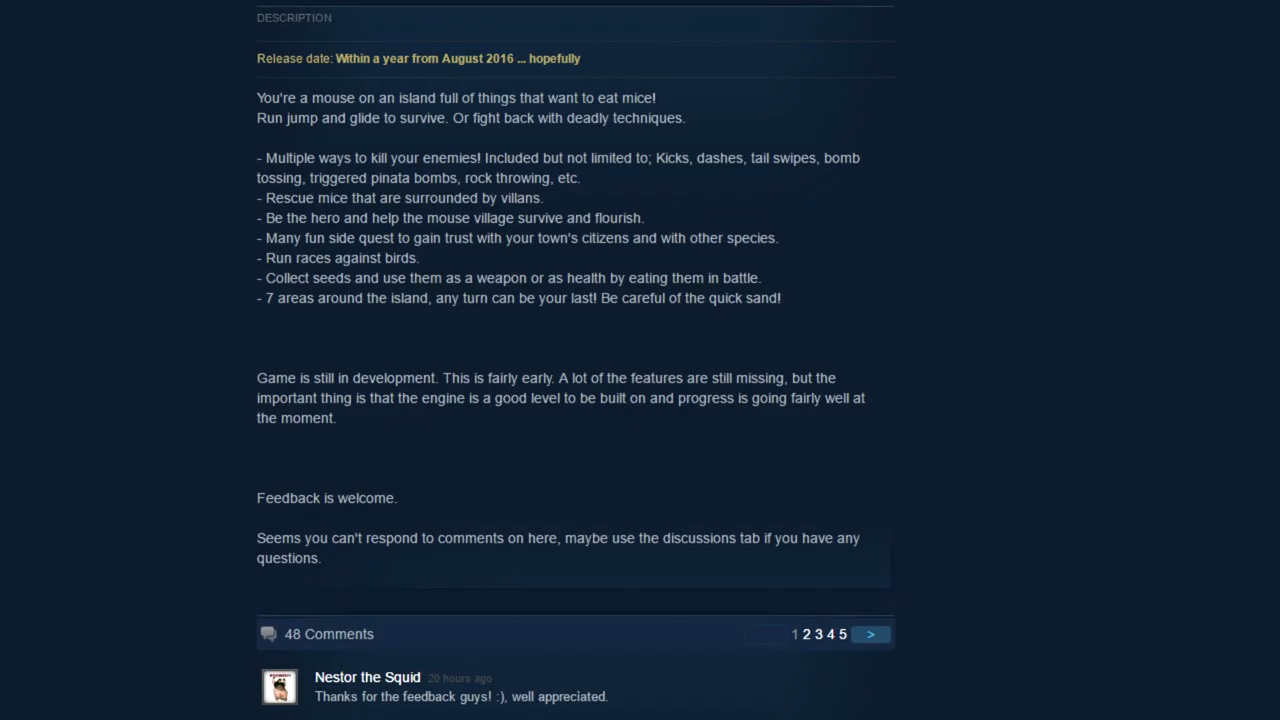 DESCRIPTION
Release date: Within a year from August 2016 ... hopefully
You're a mouse on an island full of things that want to eat mice!
Run jump and glide to survive. Or fight back with deadly techniques.
- Multiple ways to kill your enemies! Included but not limited to; Kicks, dashes, tail swipes, bomb
tossing, triggered pinata bombs, rock throwing, etc.
- Rescue mice that are surrounded by villans.
- Be the hero and help the mouse village survive and flourish.
- Many fun side quest to gain trust with your town's citizens and with other species.
- Run races against birds.
- Collect seeds and use them as a weapon or as health by eating them in battle.
- 7 areas around the island, any turn can be your last! Be careful of the quick sand!
Game is still in development. This is fairly early. A lot of the features are still missing, but the
important thing is that the engine is a good level to be built on and progress is going fairly well at
the moment.
Feedback is welcome.
Seems you can't respond to comments on here, maybe use the discussions tab if you have any
questions.
48 Comments 1 2 3 4 5 >
Nestor the Squid 20 hours ago
Thanks for the feedback guys! :), well appreciated.